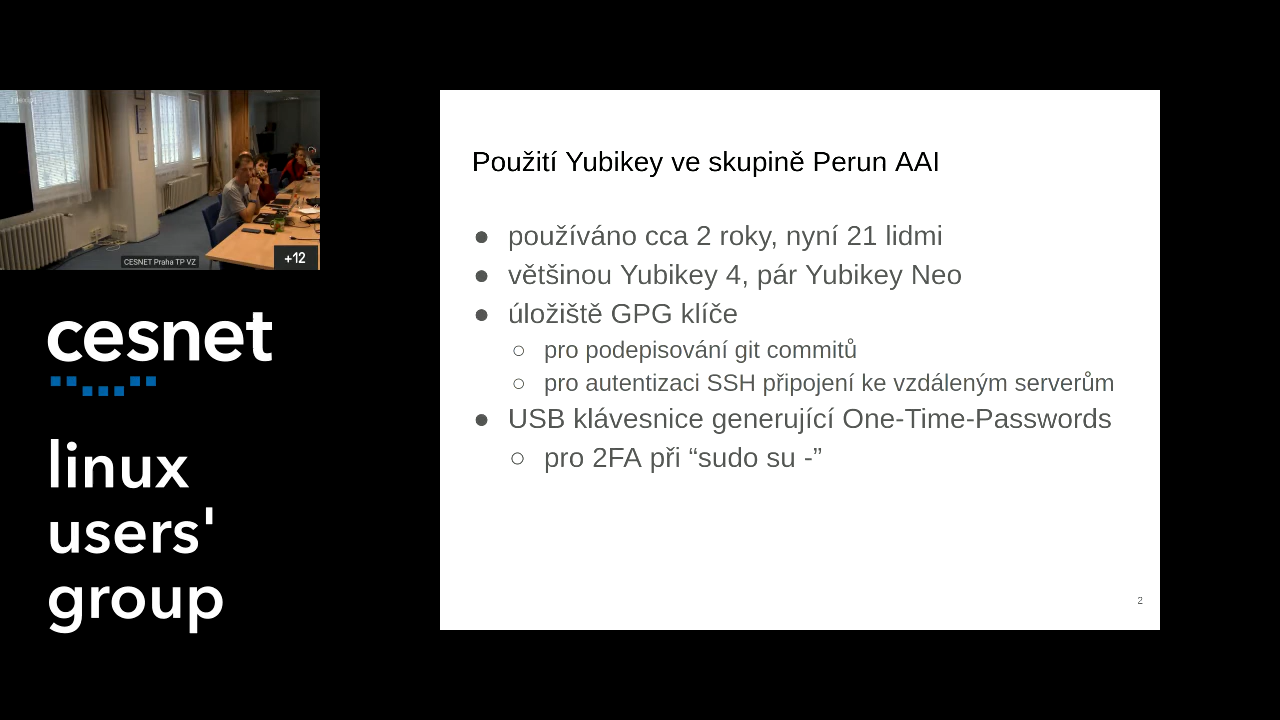 CESNET Praha TP VZ
+12
cesnet
linux
users'
group
Použití Yubikey ve skupině Perun AAI
● používáno cca 2 roky, nyní 21 lidmi
● většinou Yubikey 4, pár Yubikey Neo
● úložiště GPG klíče
○ pro podepisování git commitů
○ pro autentizaci SSH připojení ke vzdáleným serverům
● USB klávesnice generující One-Time-Passwords
○ pro 2FA při “sudo su -”
2